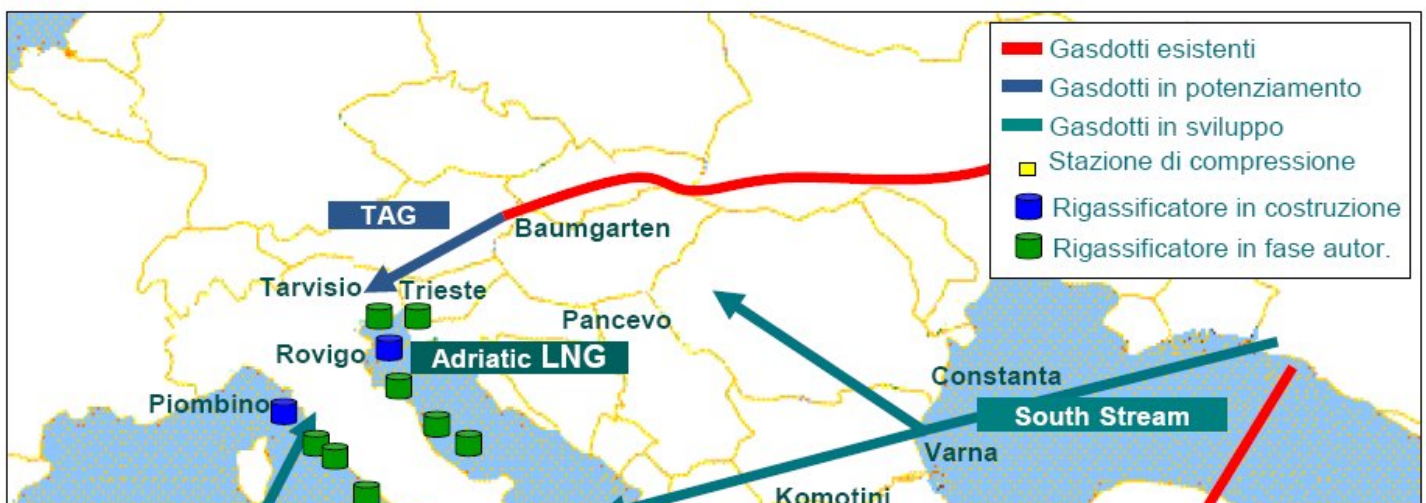 Gasdotti esistenti
Gasdotti in potenziamento
Gasdotti in sviluppo
Stazione di compressione
Rigassificatore in costruzione
Rigassificatore in fase autor.
TAG
Baumgarten
Tarvisio
Trieste
Pancevo
Rovigo
Adriatic LNG
Constanta
Piombino
South Stream
Varna
Komotini